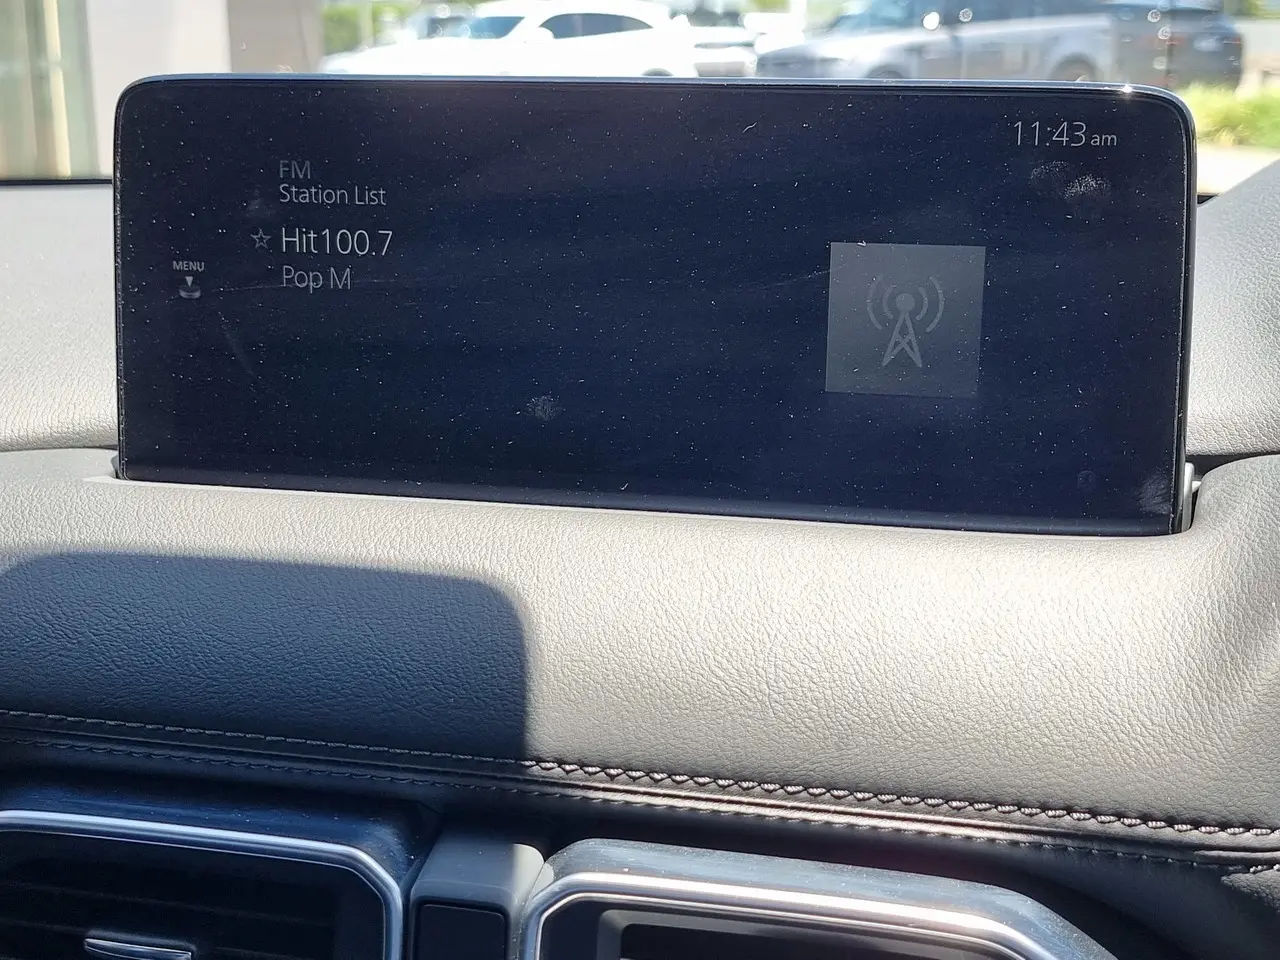 11:43 am
FM
Station List
☆ Hit100.7
Pop M
MENU